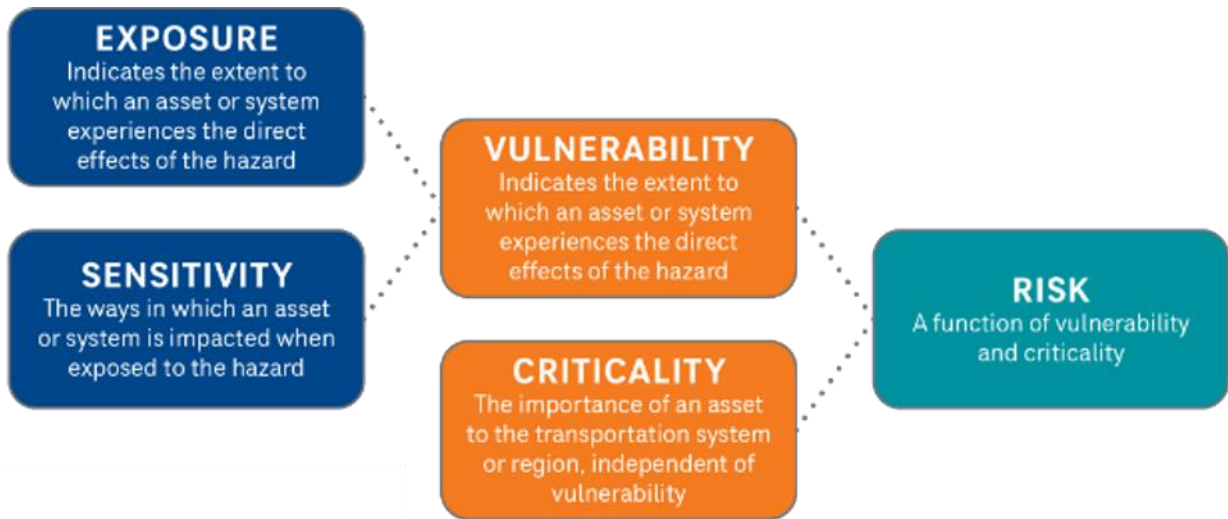 EXPOSURE
Indicates the extent to
which an asset or system
experiences the direct
effects of the hazard
SENSITIVITY
The ways in which an asset
or system is impacted when
exposed to the hazard
VULNERABILITY
Indicates the extent to
which an asset or system
experiences the direct
effects of the hazard
CRITICALITY
The importance of an asset
to the transportation system
or region, independent of
vulnerability
RISK
A function of vulnerability
and criticality